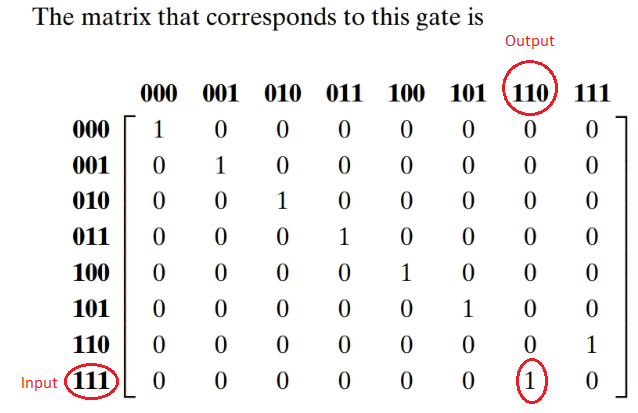 The matrix that corresponds to this gate is
Output
000 001 010 011 100 101 110 111
000 1 0 0 0 0 0 0 0
001 0 1 0 0 0 0 0 0
010 0 0 1 0 0 0 0 0
011 0 0 0 1 0 0 0 0
100 0 0 0 0 1 0 0 0
101 0 0 0 0 0 1 0 0
110 0 0 0 0 0 0 0 1
Input 111 0 0 0 0 0 0 1 0